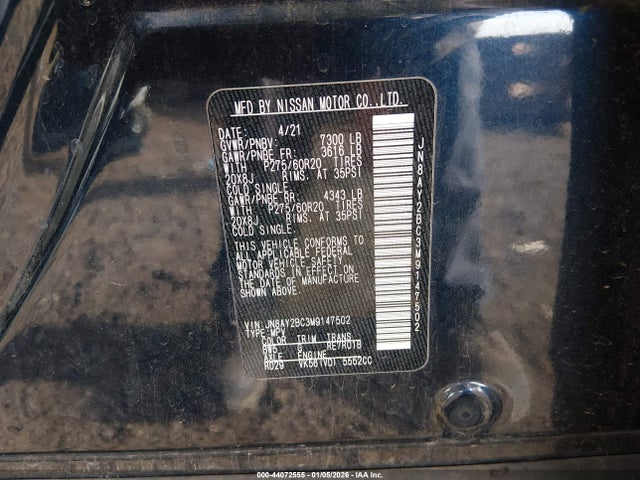 MFD BY NISSAN MOTOR CO.,LTD.
DATE: 4/21
GVWR/PNBV: 7300 LB
GAWR/PNBE FR: 3616 LB
WITH P275/60R20 TIRES
20X8J RIMS. AT 35PSI
COLD SINGLE.
GAWR/PNBE RR: 4343 LB
WITH P275/60R20 TIRES
20X8J RIMS. AT 35PSI
COLD SINGLE.
THIS VEHICLE CONFORMS TO
ALL APPLICABLE FEDERAL
MOTOR VEHICLE SAFETY
STANDARDS IN EFFECT ON
THE DATE OF MANUFACTURE
SHOWN ABOVE.
VIN: JN8AY2BC3M9147502
TYPE: MPV
COLOR TRIM TRANS
G RE7R01B
AXLE ENGINE
RD29 VK56(VD) 5552CC
JN8AY2BC3M9147502
000-44072555 - 01/05/2026 - © IAA Inc.